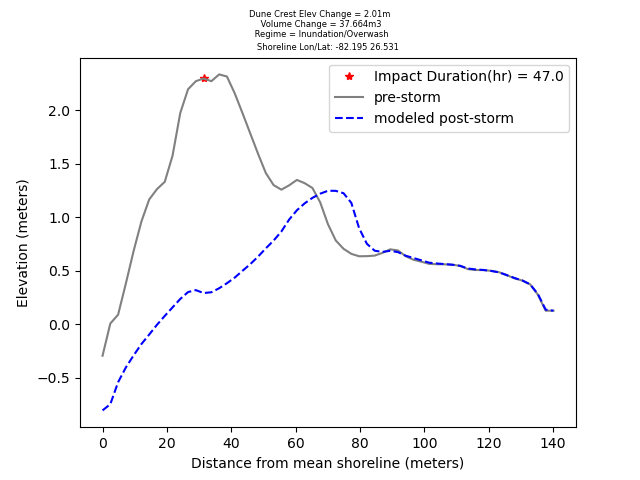 Dune Crest Elev Change = 2.01m
Volume Change = 37.664m3
Regime = Inundation/Overwash
Shoreline Lon/Lat: -82.195 26.531
Impact Duration(hr) = 47.0
pre-storm
modeled post-storm
Elevation (meters)
2.0
1.5
1.0
0.5
0.0
−0.5
0 20 40 60 80 100 120 140
Distance from mean shoreline (meters)